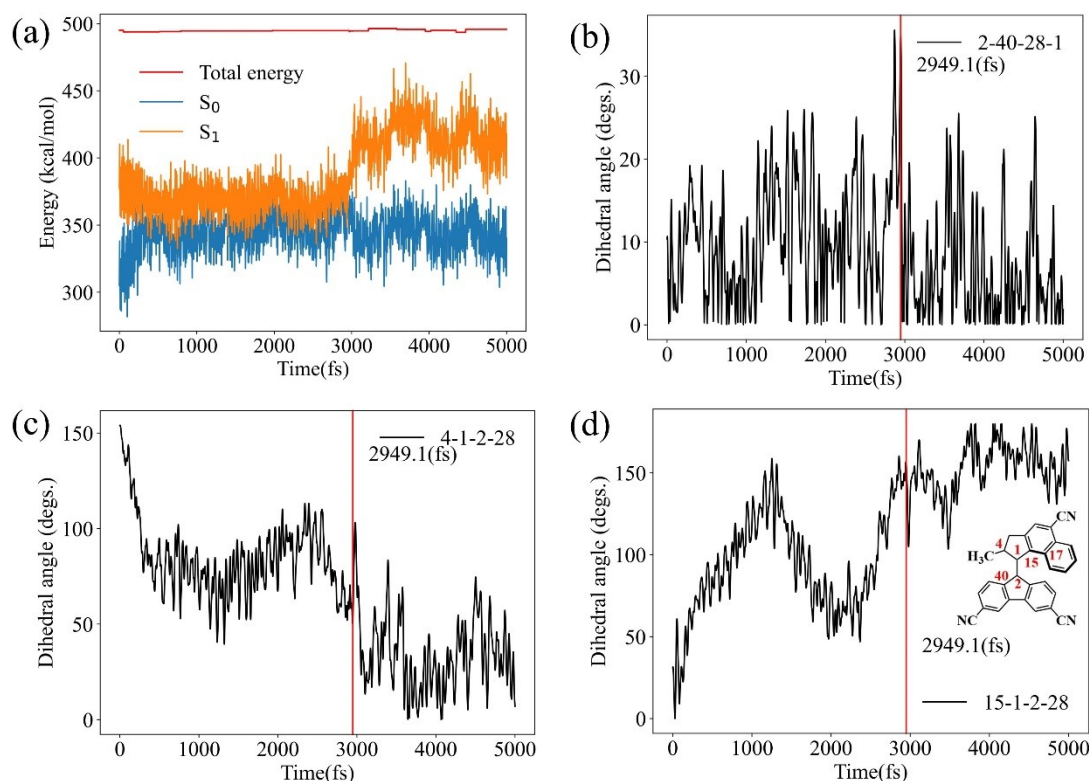 (a)
500
450
400
350
300
Energy (kcal/mol)
Total energy
S₀
S₁
0 1000 2000 3000 4000 5000
Time(fs)
(b)
30
20
10
0
Dihedral angle (degs.)
2-40-28-1
2949.1(fs)
0 1000 2000 3000 4000 5000
Time(fs)
(c)
150
100
50
0
Dihedral angle (degs.)
4-1-2-28
2949.1(fs)
0 1000 2000 3000 4000 5000
Time(fs)
(d)
150
100
50
0
Dihedral angle (degs.)
CN
4
1
17
H₃C
15
40
2
NC
CN
2949.1(fs)
15-1-2-28
0 1000 2000 3000 4000 5000
Time(fs)